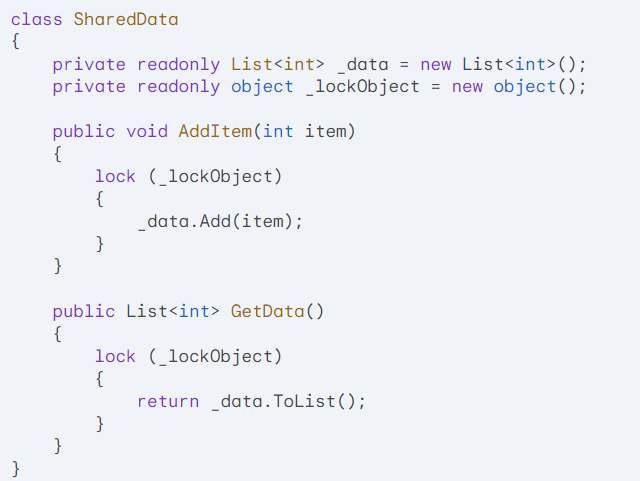 class SharedData
{
    private readonly List<int> _data = new List<int>();
    private readonly object _lockObject = new object();

    public void AddItem(int item)
    {
        lock (_lockObject)
        {
            _data.Add(item);
        }
    }

    public List<int> GetData()
    {
        lock (_lockObject)
        {
            return _data.ToList();
        }
    }
}